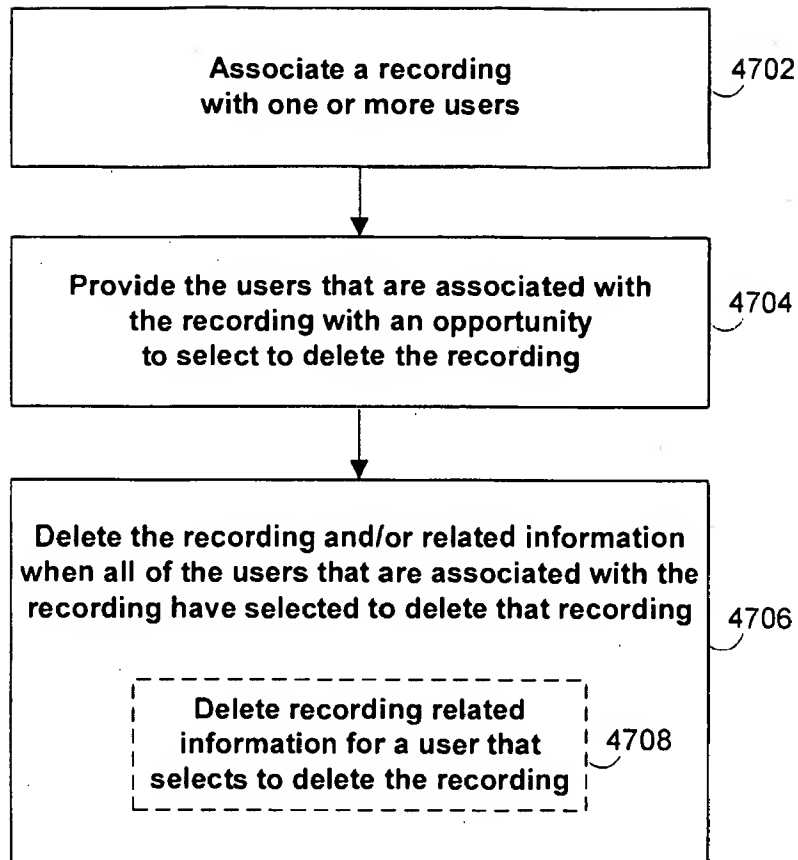 Associate a recording
with one or more users
4702
Provide the users that are associated with
the recording with an opportunity
to select to delete the recording
4704
Delete the recording and/or related information
when all of the users that are associated with the
recording have selected to delete that recording
4706
Delete recording related
information for a user that
selects to delete the recording
4708